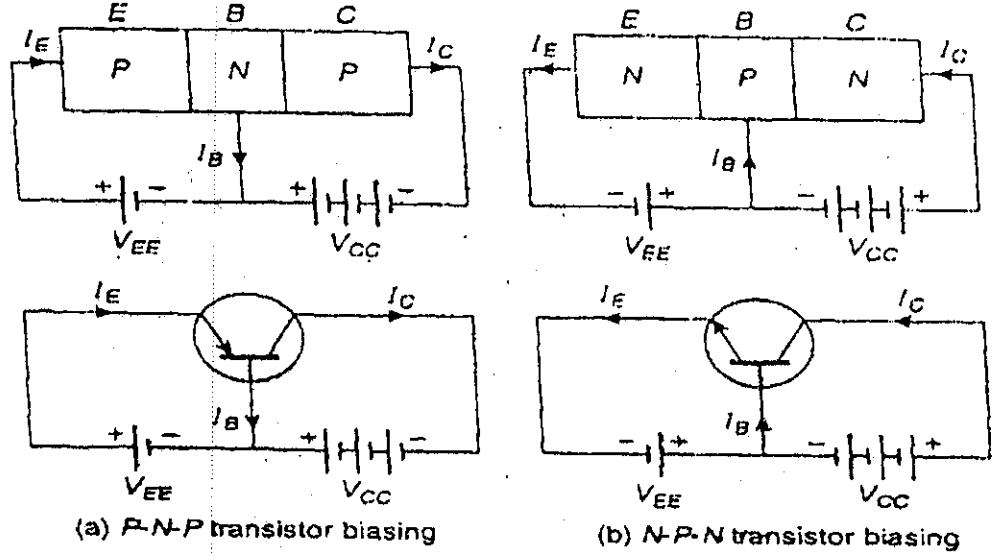 E B C
I_E P N P I_C
I_B
+ - + -
V_EE V_CC
I_E I_C
I_B
+ - + -
V_EE V_CC
(a) P-N-P transistor biasing
E B C
I_E N P N I_C
I_B
- + - +
V_EE V_CC
I_E I_C
I_B
- + - +
V_EE V_CC
(b) N-P-N transistor biasing